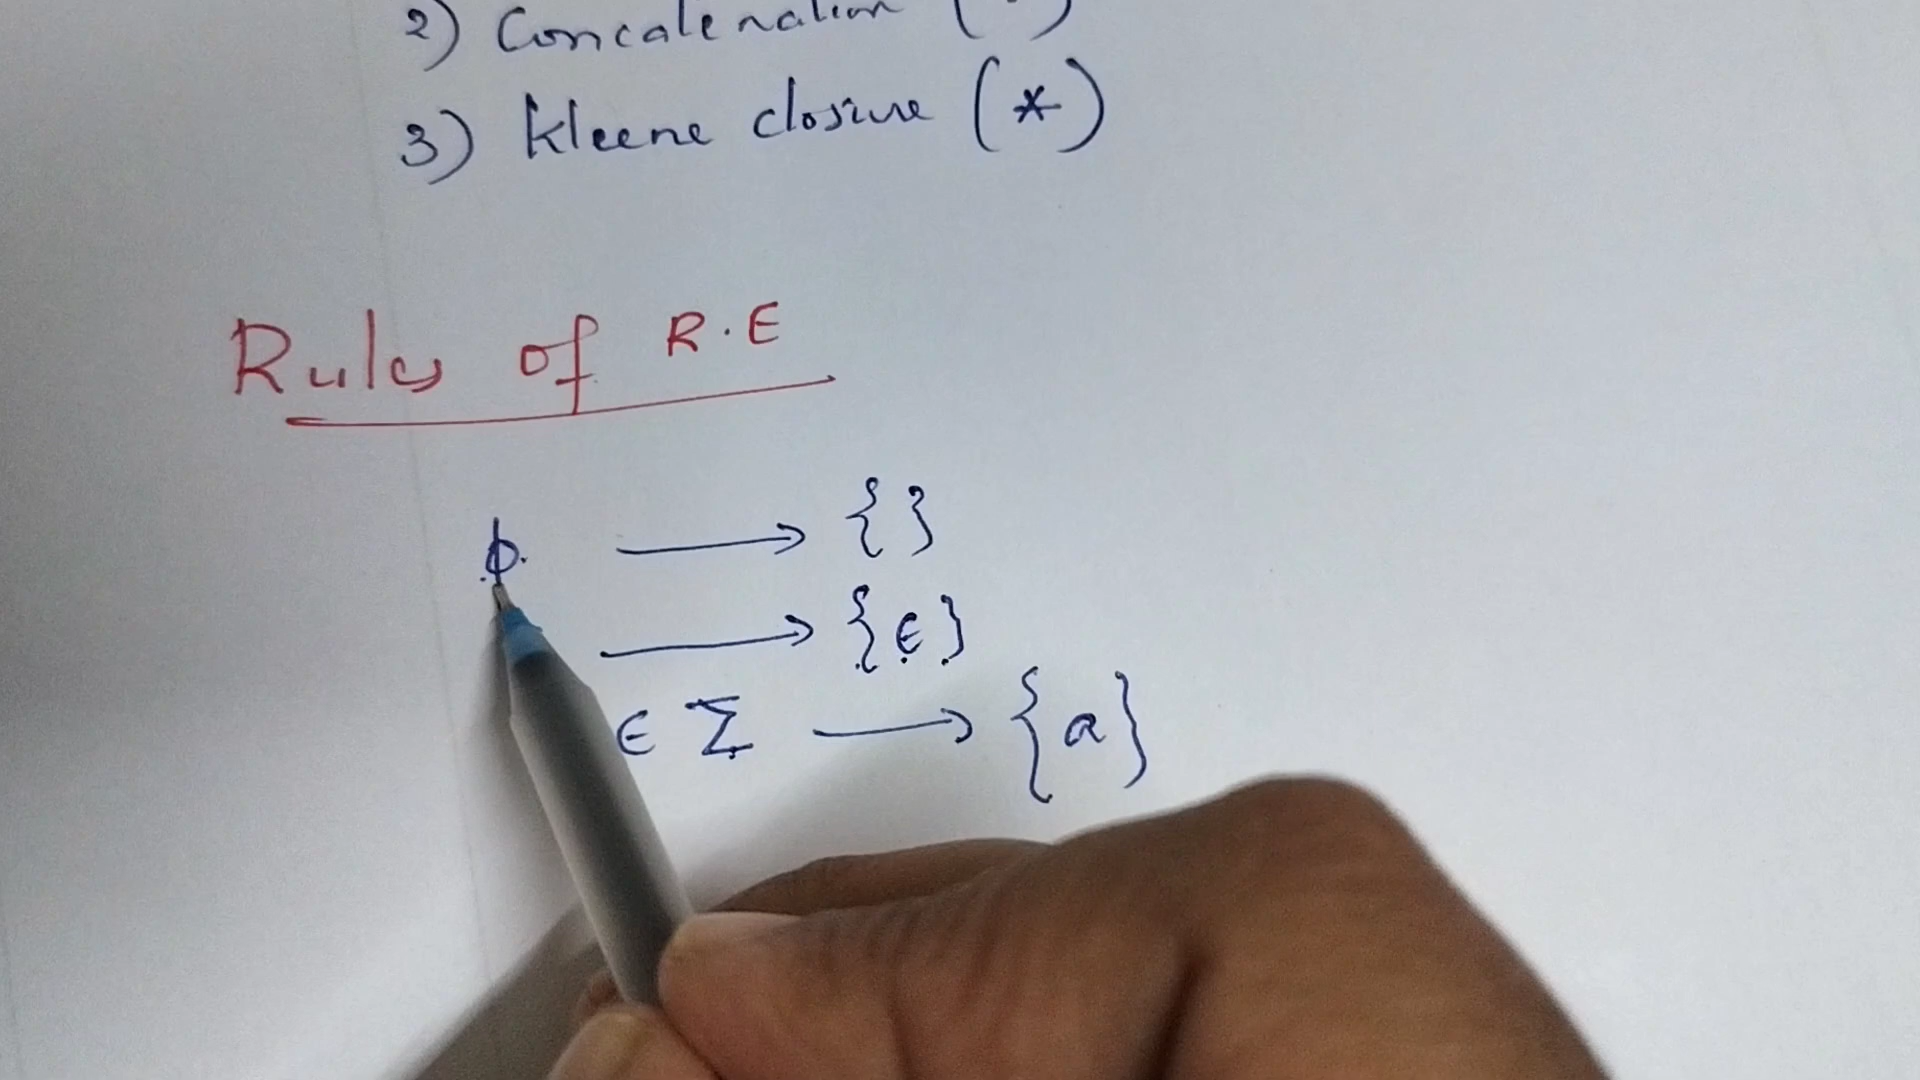 2) Concatenation (.)
3) kleene closure (*)
Rules of R.E
ϕ ⟶ { }
⟶ {ϵ}
∈ Σ ⟶ {a}